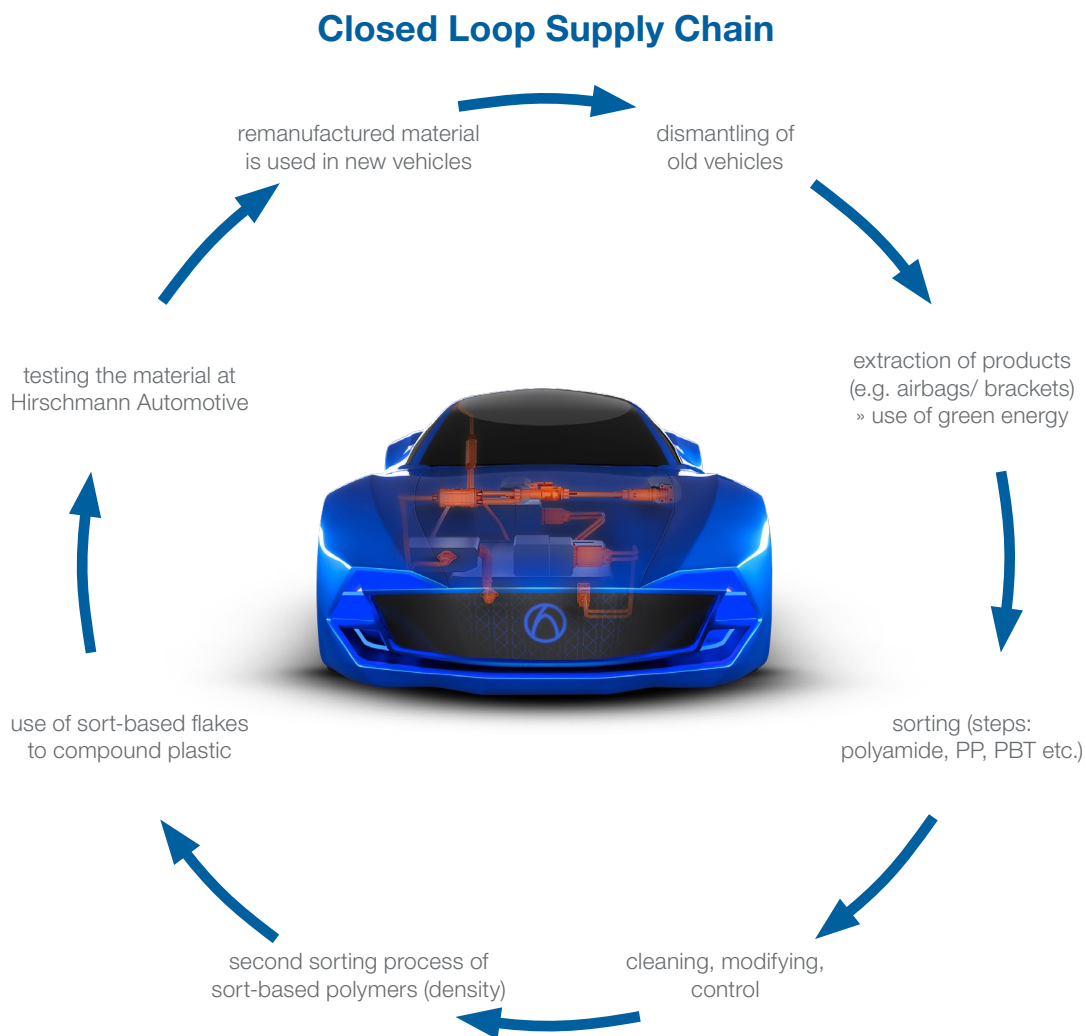 Closed Loop Supply Chain
remanufactured material
is used in new vehicles
dismantling of
old vehicles
extraction of products
(e.g. airbags/ brackets)
» use of green energy
sorting (steps:
polyamide, PP, PBT etc.)
cleaning, modifying,
control
second sorting process of
sort-based polymers (density)
use of sort-based flakes
to compound plastic
testing the material at
Hirschmann Automotive